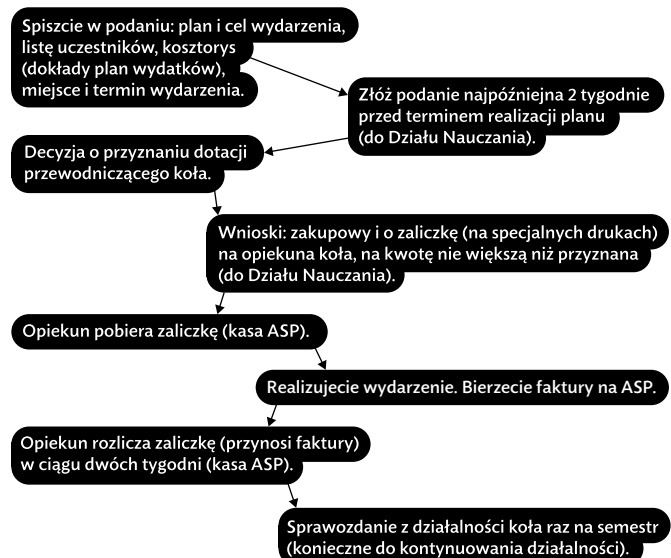 Spiszcie w podaniu: plan i cel wydarzenia,
listę uczestników, kosztorys
(dokłady plan wydatków),
miejsce i termin wydarzenia.
Złóż podanie najpóźniejna 2 tygodnie
przed terminem realizacji planu
(do Działu Nauczania).
Decyzja o przyznaniu dotacji
przewodniczącego koła.
Wnioski: zakupowy i o zaliczkę (na specjalnych drukach)
na opiekuna koła, na kwotę nie większą niż przyznana
(do Działu Nauczania).
Opiekun pobiera zaliczkę (kasa ASP).
Realizujecie wydarzenie. Bierzecie faktury na ASP.
Opiekun rozlicza zaliczkę (przynosi faktury)
w ciągu dwóch tygodni (kasa ASP).
Sprawozdanie z działalności koła raz na semestr
(konieczne do kontynuowania działalności).